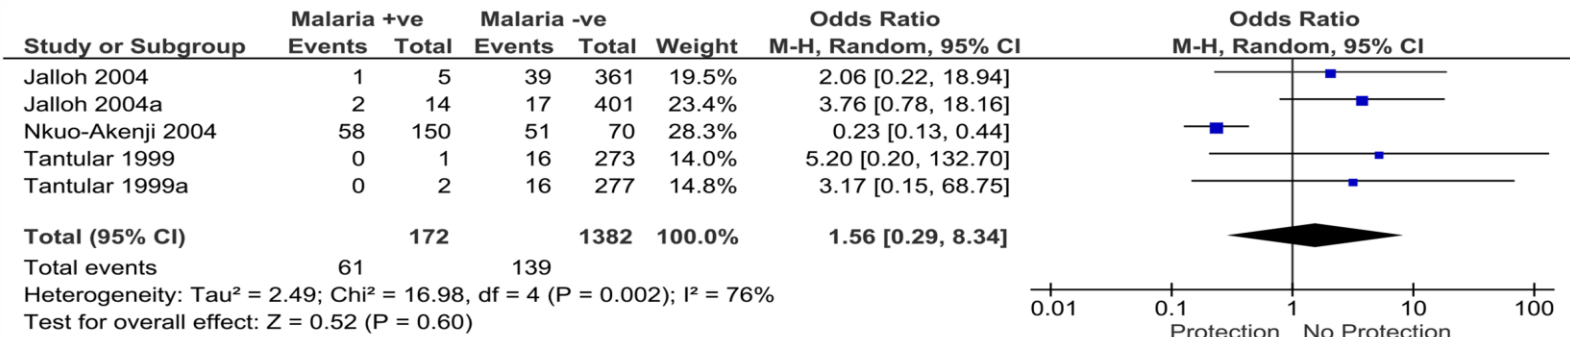 Malaria +ve Malaria -ve Odds Ratio Odds Ratio
Study or Subgroup Events Total Events Total Weight M-H, Random, 95% CI M-H, Random, 95% CI
Jalloh 2004 1 5 39 361 19.5% 2.06 [0.22, 18.94]
Jalloh 2004a 2 14 17 401 23.4% 3.76 [0.78, 18.16]
Nkuo-Akenji 2004 58 150 51 70 28.3% 0.23 [0.13, 0.44]
Tantular 1999 0 1 16 273 14.0% 5.20 [0.20, 132.70]
Tantular 1999a 0 2 16 277 14.8% 3.17 [0.15, 68.75]
Total (95% CI) 172 1382 100.0% 1.56 [0.29, 8.34]
Total events 61 139
Heterogeneity: Tau² = 2.49; Chi² = 16.98, df = 4 (P = 0.002); I² = 76%
Test for overall effect: Z = 0.52 (P = 0.60)
0.01 0.1 1 10 100
Protection No Protection